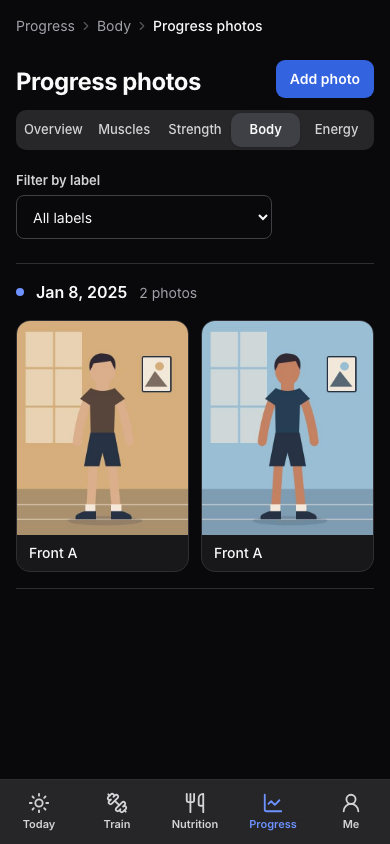 Progress > Body > Progress photos
Progress photos
Add photo
Overview Muscles Strength Body Energy
Filter by label
All labels
Jan 8, 2025 2 photos
Front A Front A
Today Train Nutrition Progress Me